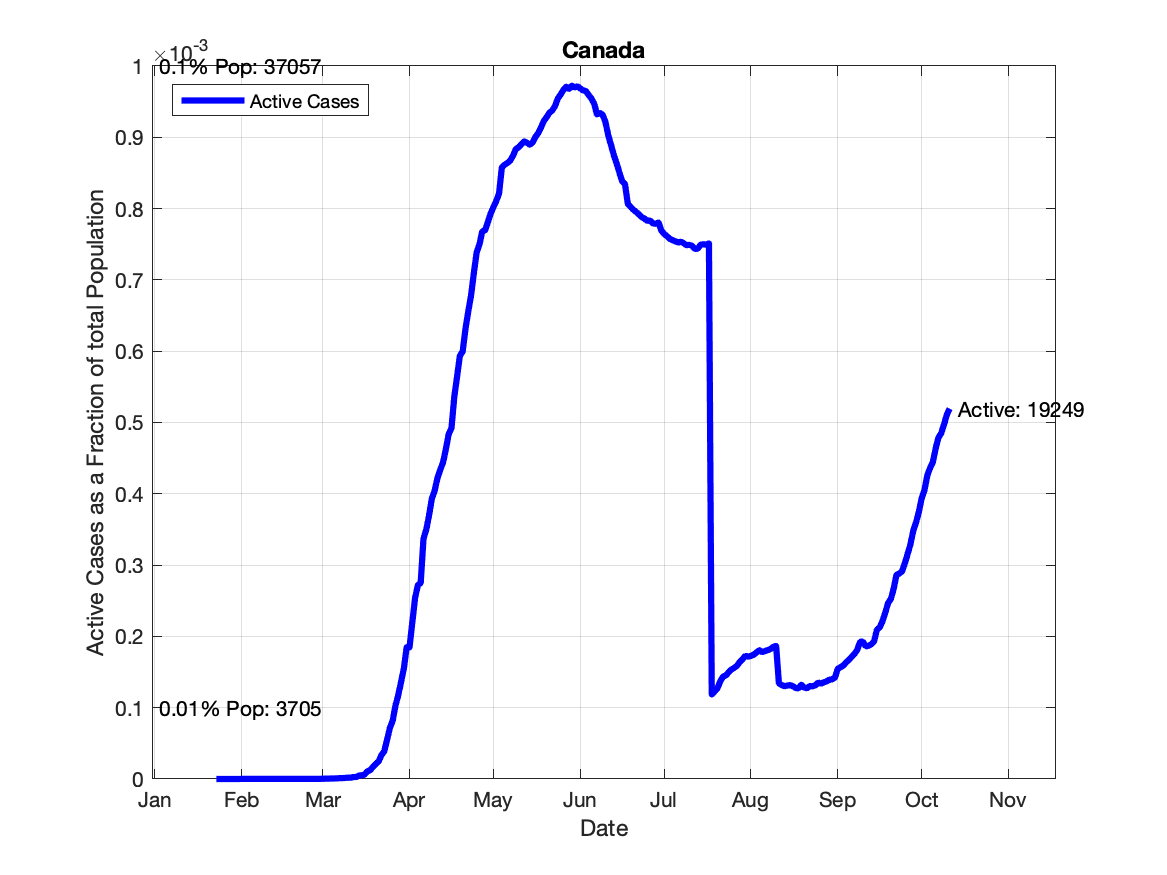 Canada
×10-3
0.1% Pop: 37057
Active Cases
1
0.9
0.8
0.7
0.6
0.5
0.4
0.3
0.2
0.1
0
Active Cases as a Fraction of total Population
Active: 19249
0.01% Pop: 3705
Jan Feb Mar Apr May Jun Jul Aug Sep Oct Nov
Date